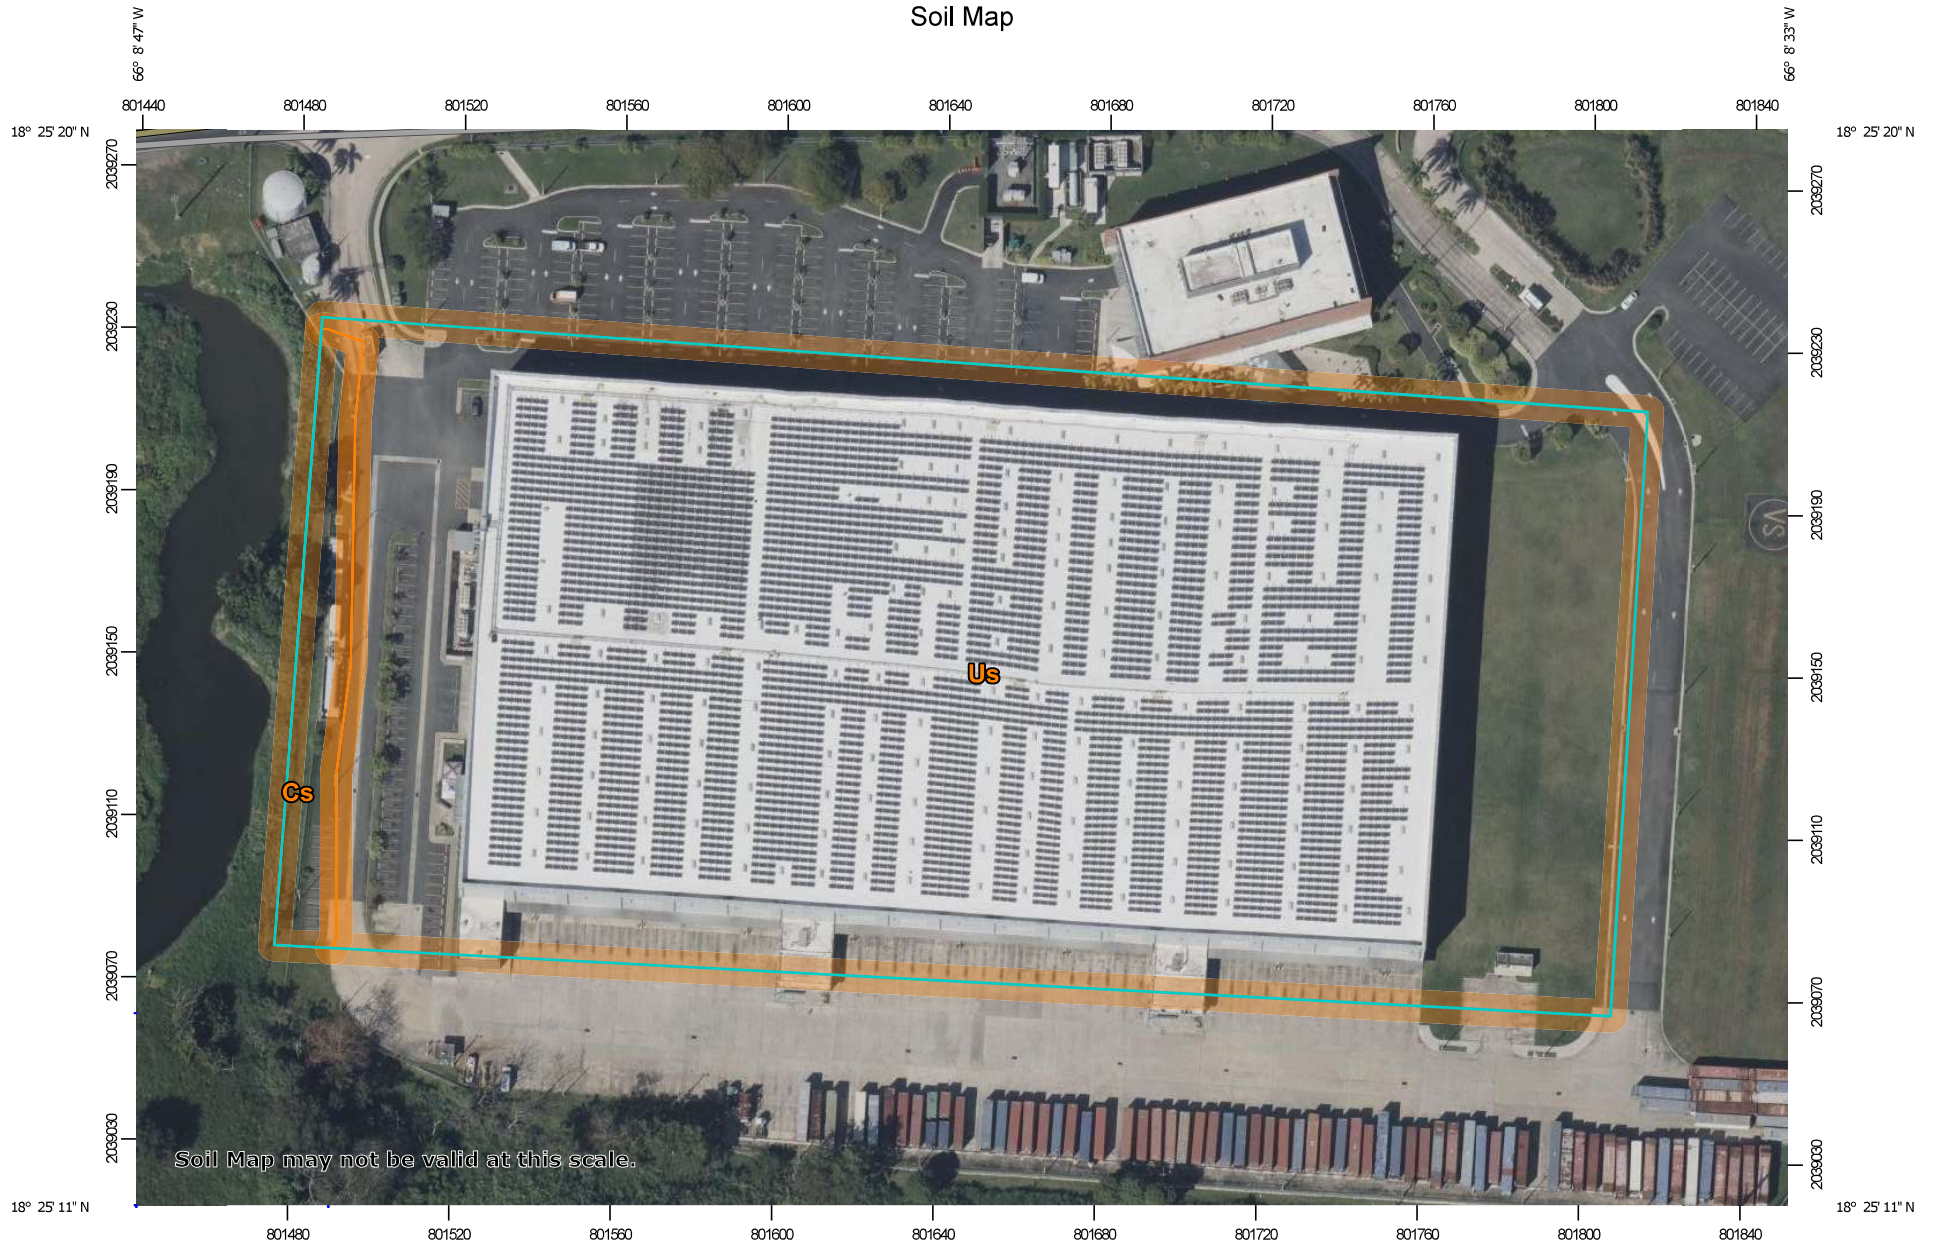 Soil Map
66° 8' 47" W
66° 8' 33" W
801440 801480 801520 801560 801600 801640 801680 801720 801760 801800 801840
18° 25' 20" N
18° 25' 20" N
2039270
2039270
2039230
2039230
2039190
2039190
VS
2039150
2039150
Us
Cs
2039110
2039110
2039070
2039070
2039030
2039030
Soil Map may not be valid at this scale.
18° 25' 11" N
18° 25' 11" N
801480 801520 801560 801600 801640 801680 801720 801760 801800 801840